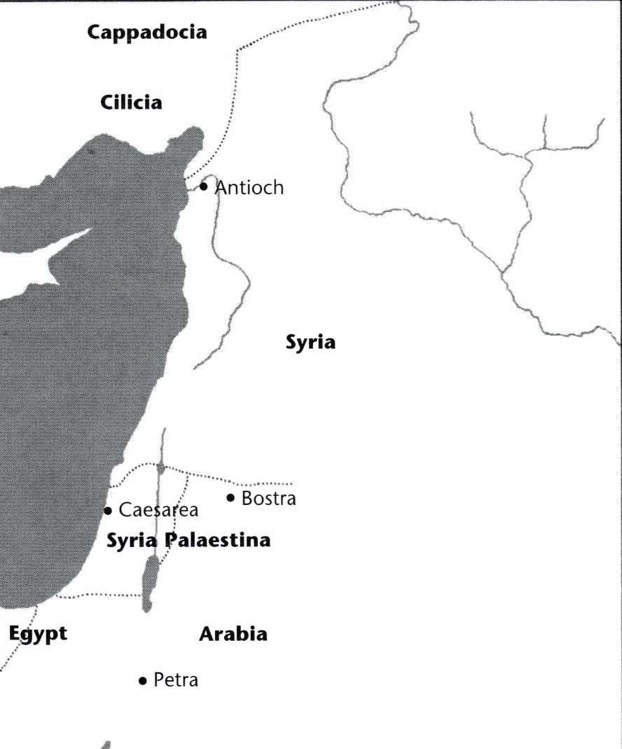 Cappadocia
Cilicia
Antioch
Syria
Bostra
Caesarea
Syria Palaestina
Egypt
Arabia
Petra